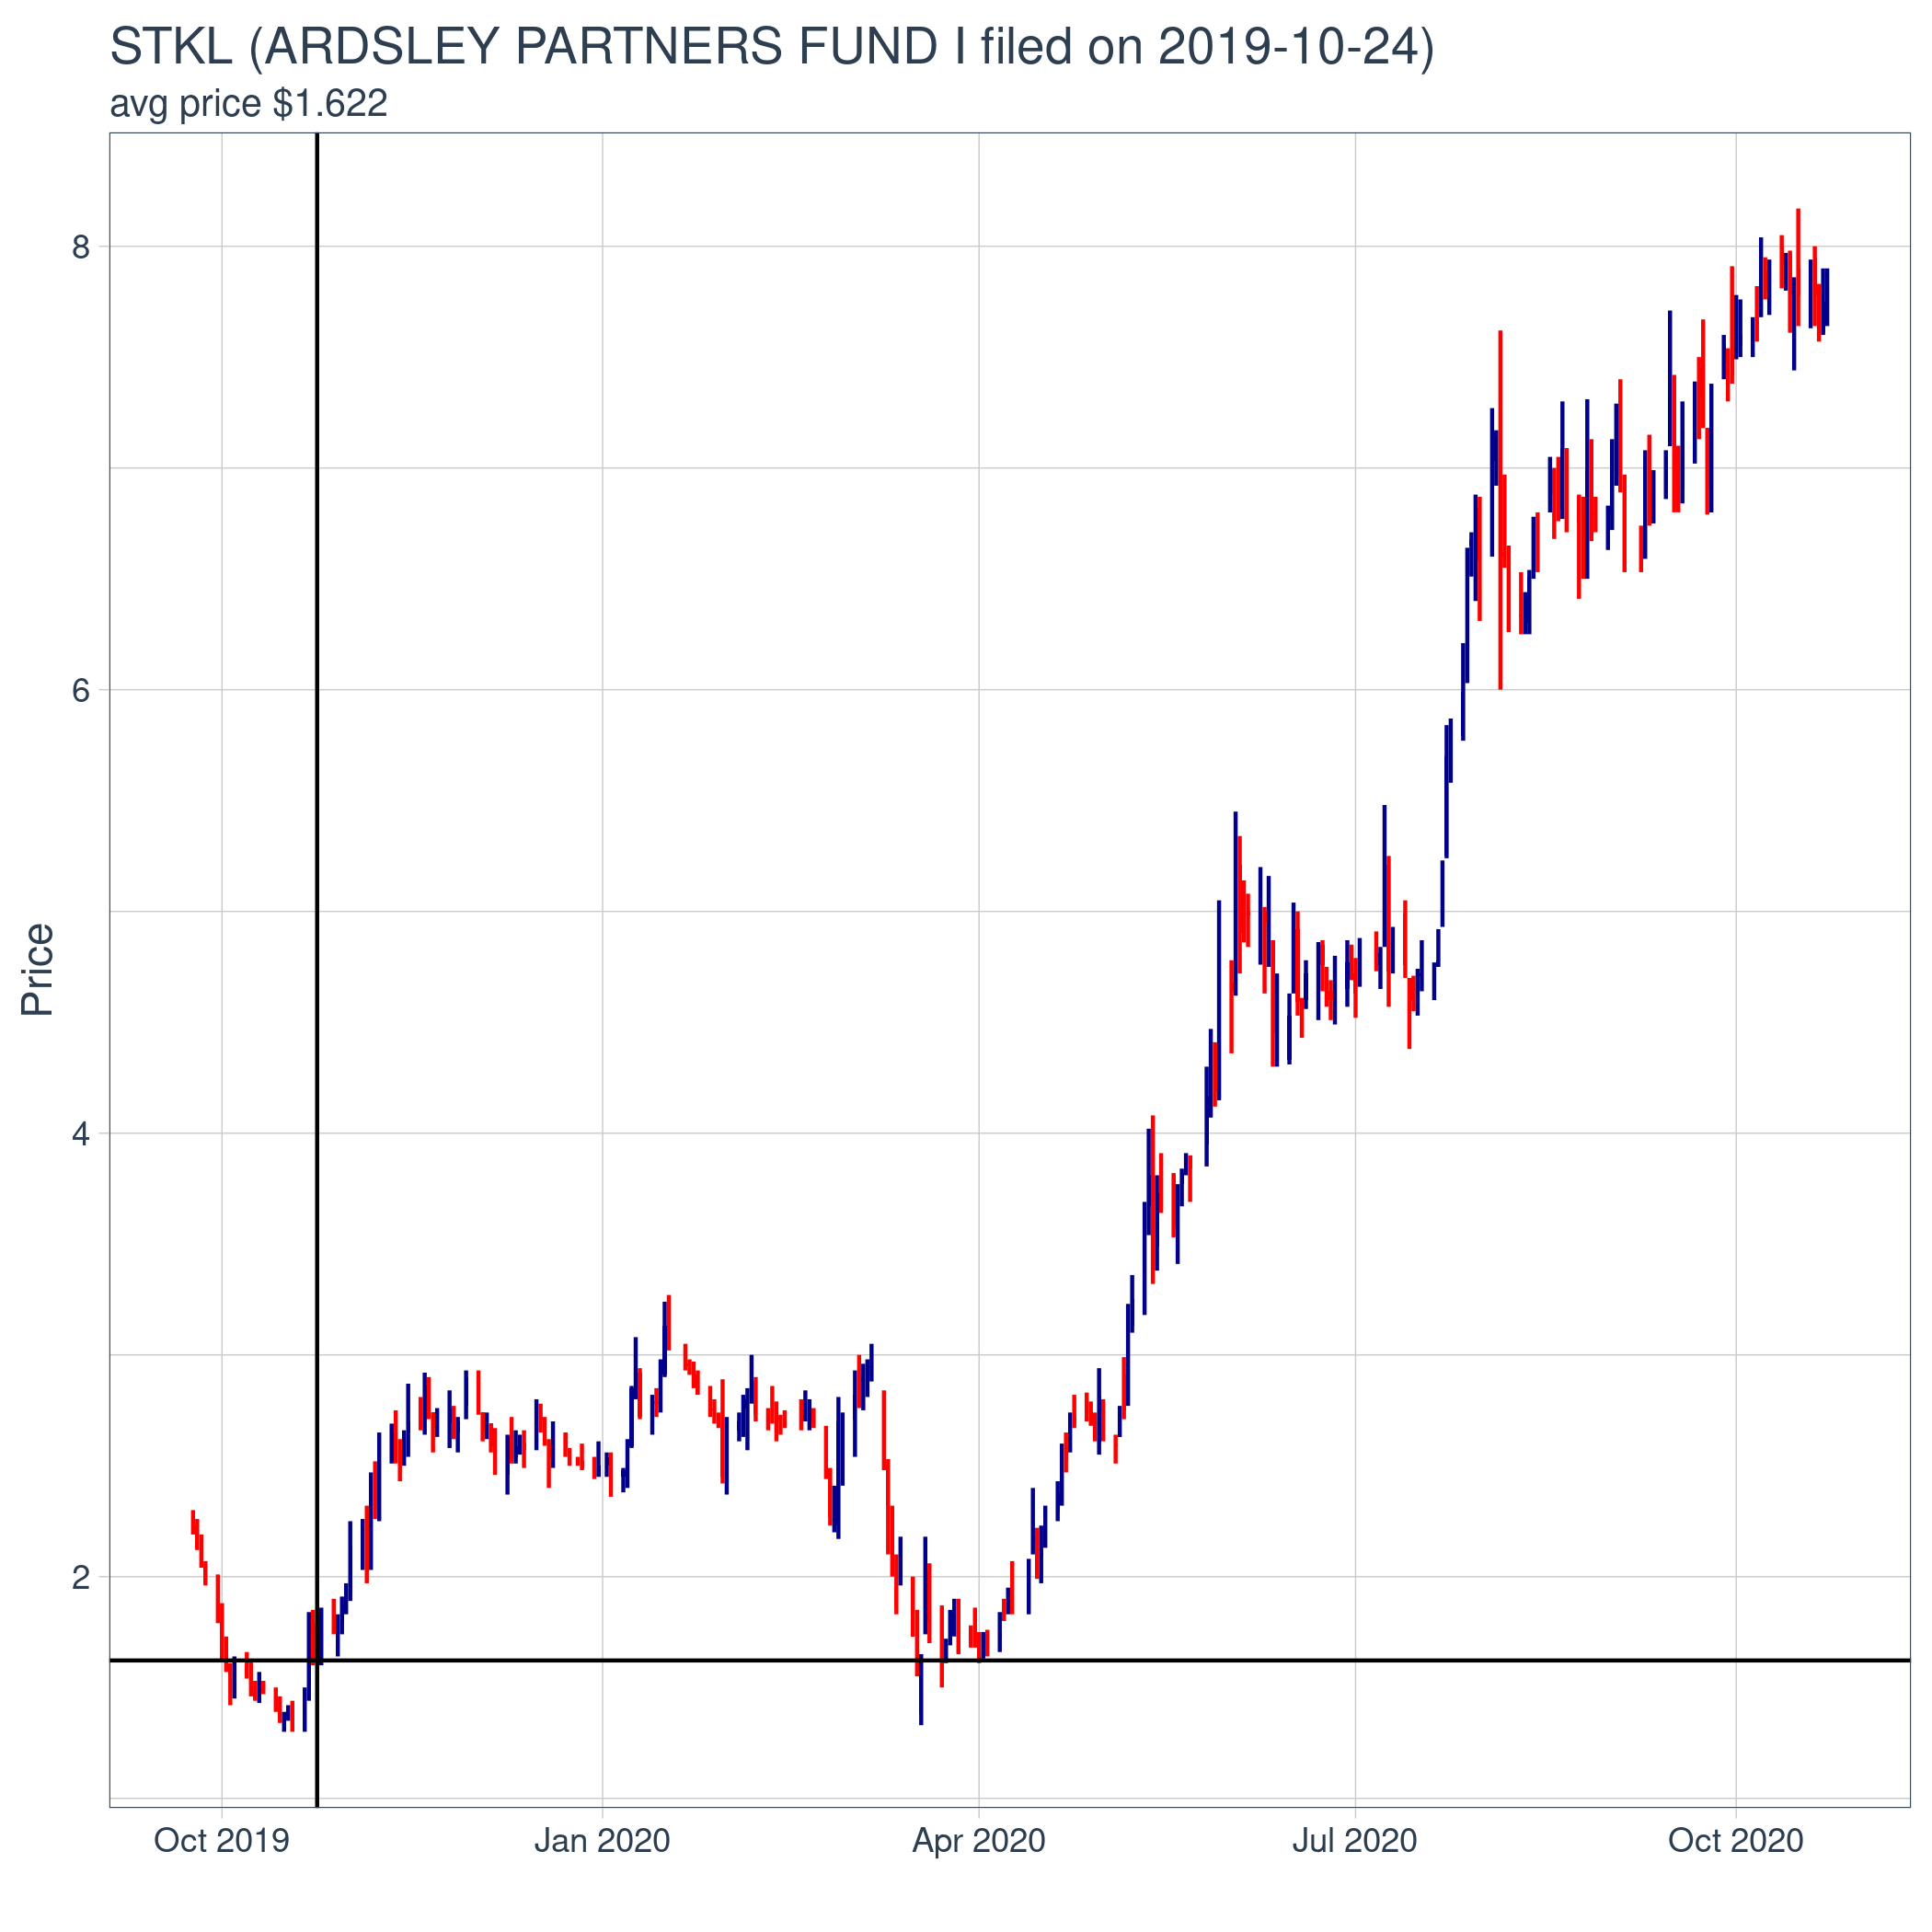 STKL (ARDSLEY PARTNERS FUND I filed on 2019-10-24)
avg price $1.622
8
6
4
2
Price
Oct 2019
Jan 2020
Apr 2020
Jul 2020
Oct 2020